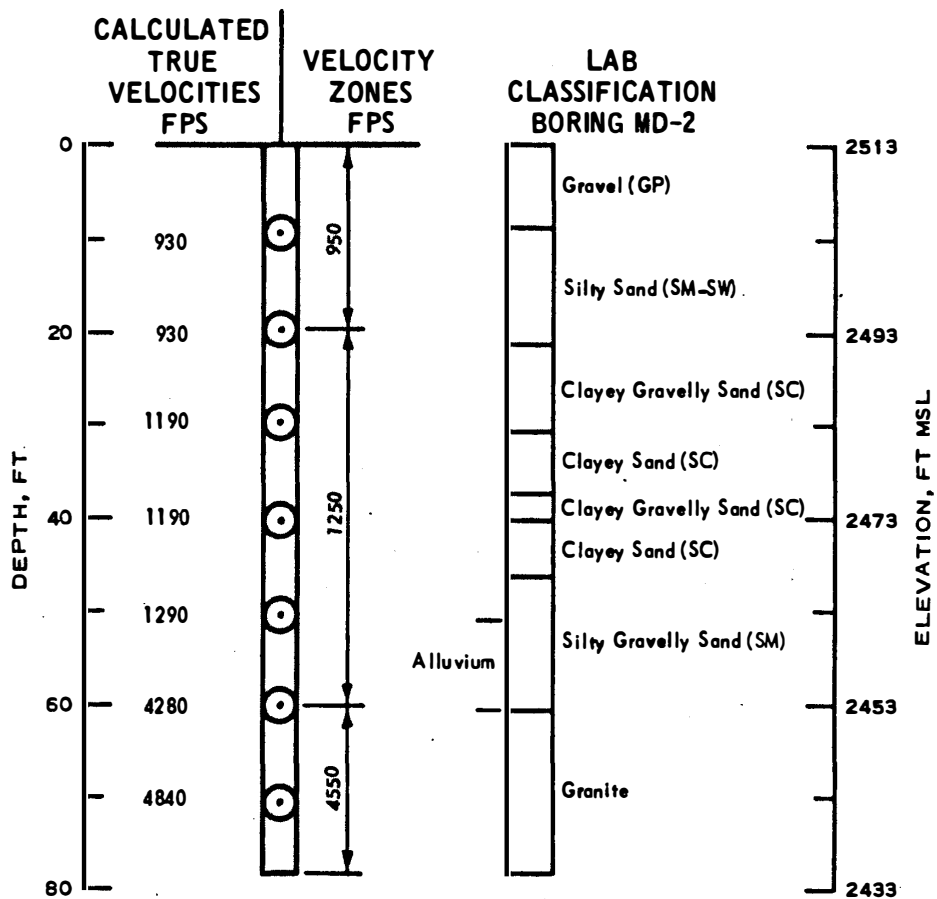 CALCULATED
TRUE
VELOCITIES
FPS
VELOCITY
ZONES
FPS
LAB
CLASSIFICATION
BORING MD-2
DEPTH, FT.
0
20
40
60
80
930
930
1190
1190
1290
4280
4840
950
1250
4550
Gravel (GP)
Silty Sand (SM-SW)
Clayey Gravelly Sand (SC)
Clayey Sand (SC)
Clayey Gravelly Sand (SC)
Clayey Sand (SC)
Silty Gravelly Sand (SM)
Alluvium
Granite
2513
2493
2473
2453
2433
ELEVATION, FT MSL